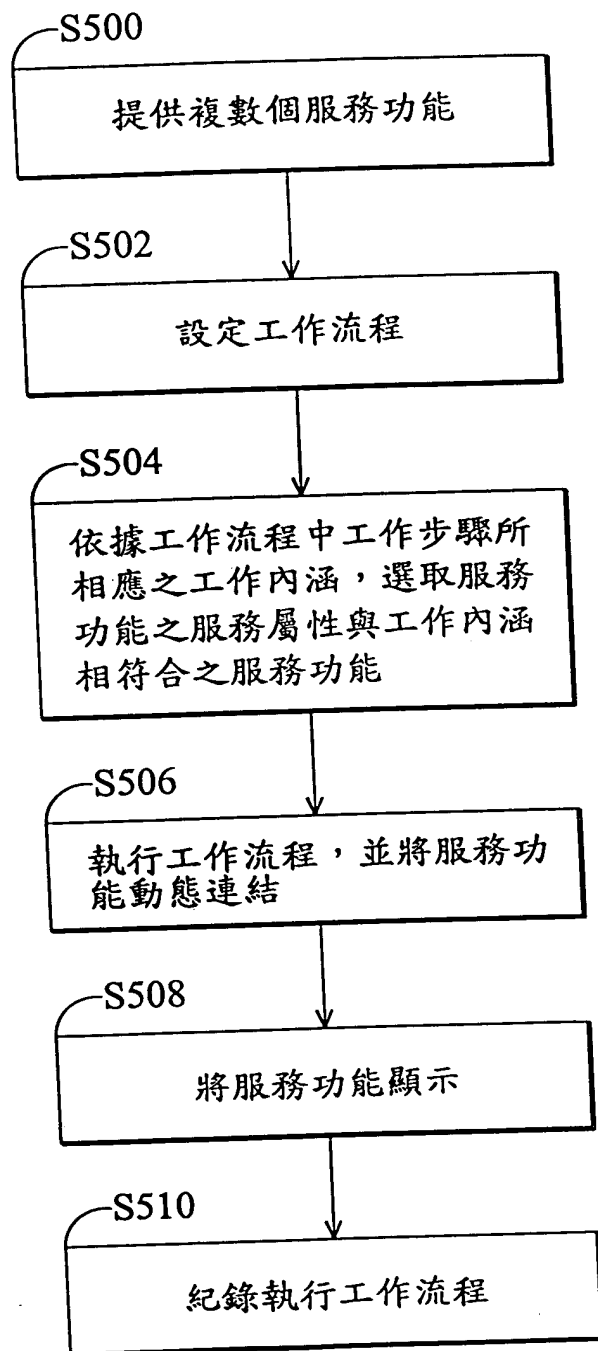 S500
提供複數個服務功能
S502
設定工作流程
S504
依據工作流程中工作步驟所
相應之工作內涵，選取服務
功能之服務屬性與工作內涵
相符合之服務功能
S506
執行工作流程，並將服務功
能動態連結
S508
將服務功能顯示
S510
紀錄執行工作流程